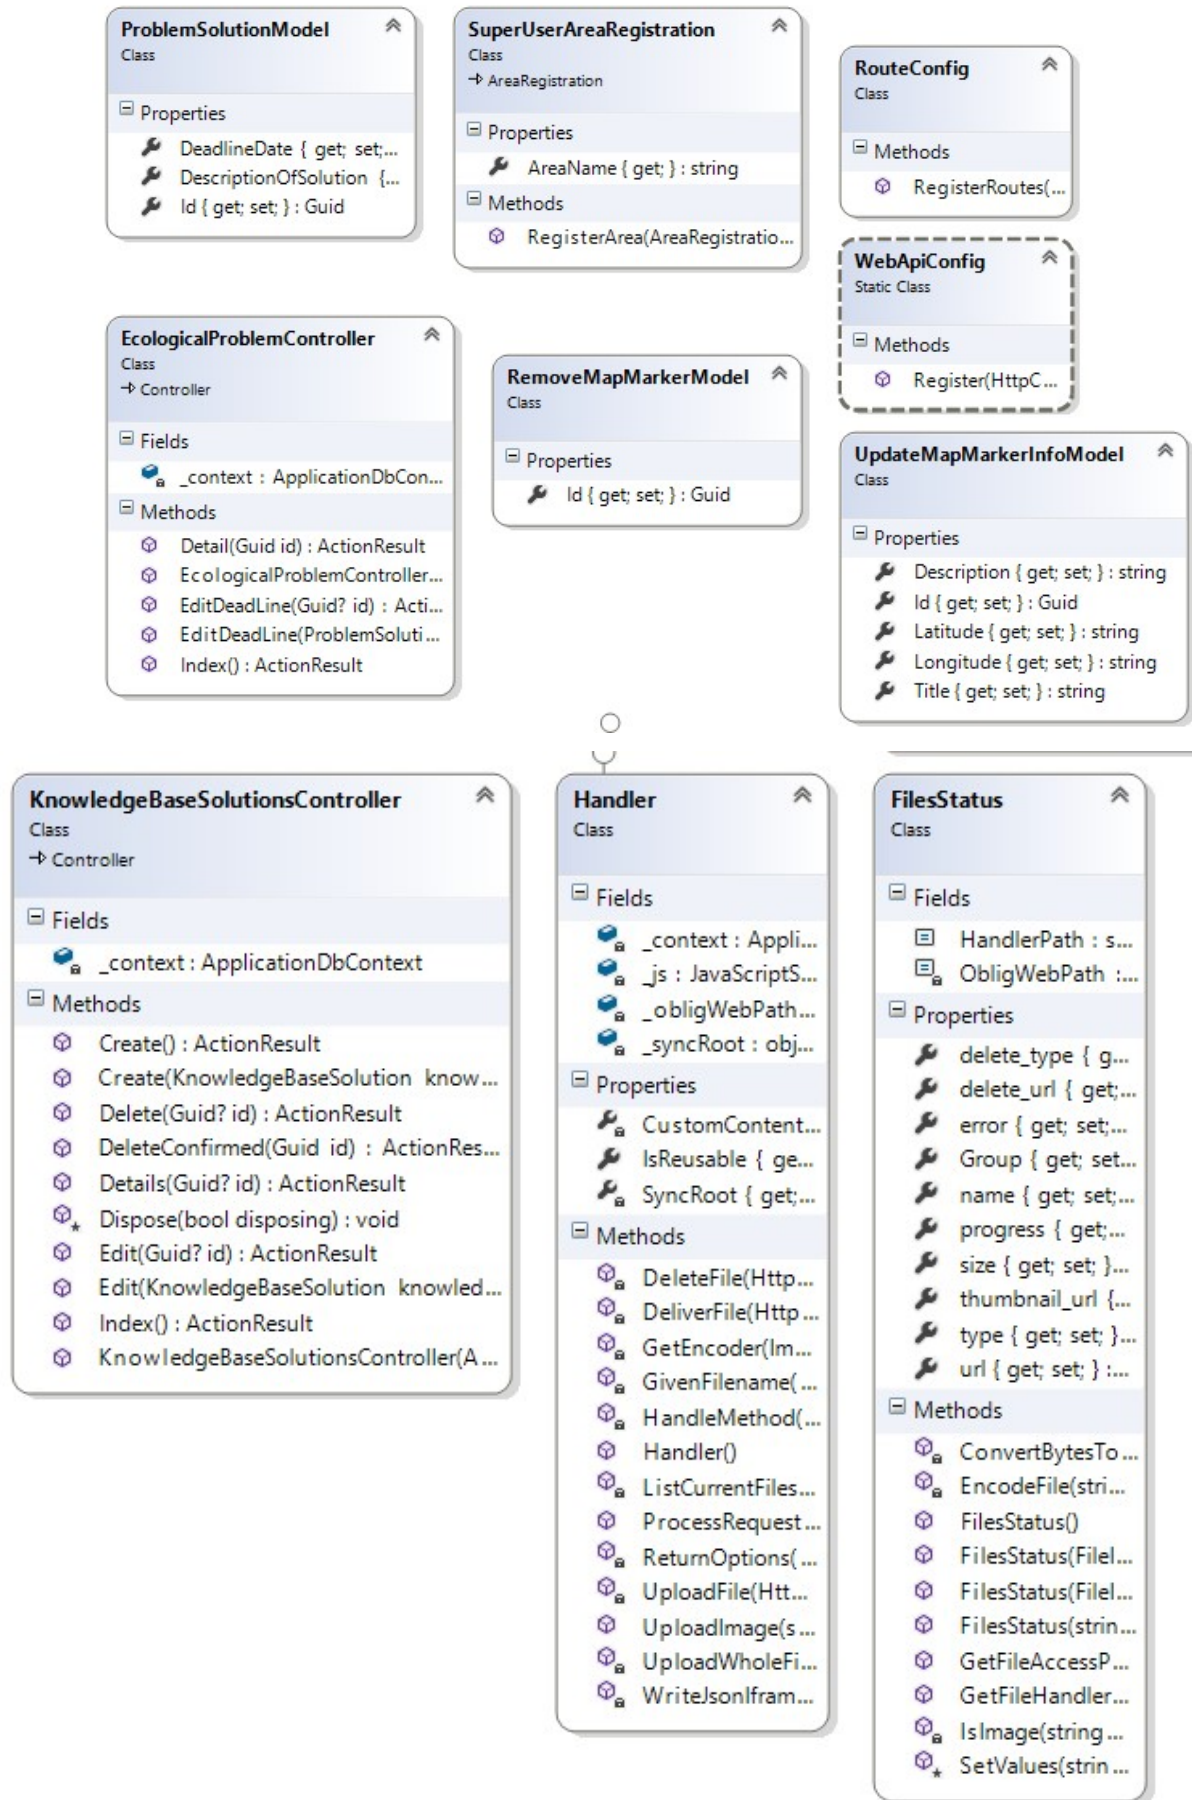 ProblemSolutionModel
Class
Properties
DeadlineDate { get; set;...
DescriptionOfSolution {...
Id { get; set; } : Guid
SuperUserAreaRegistration
Class
AreaRegistration
Properties
AreaName { get; } : string
Methods
RegisterArea(AreaRegistratio...
RouteConfig
Class
Methods
RegisterRoutes(...
WebApiConfig
Static Class
Methods
Register(HttpC...
EcologicalProblemController
Class
Controller
Fields
_context : ApplicationDbCon...
Methods
Detail(Guid id) : ActionResult
EcologicalProblemController...
EditDeadLine(Guid? id) : Acti...
EditDeadLine(ProblemSoluti...
Index() : ActionResult
RemoveMapMarkerModel
Class
Properties
Id { get; set; } : Guid
UpdateMapMarkerInfoModel
Class
Properties
Description { get; set; } : string
Id { get; set; } : Guid
Latitude { get; set; } : string
Longitude { get; set; } : string
Title { get; set; } : string
KnowledgeBaseSolutionsController
Class
Controller
Fields
_context : ApplicationDbContext
Methods
Create() : ActionResult
Create(KnowledgeBaseSolution know...
Delete(Guid? id) : ActionResult
DeleteConfirmed(Guid id) : ActionRes...
Details(Guid? id) : ActionResult
Dispose(bool disposing) : void
Edit(Guid? id) : ActionResult
Edit(KnowledgeBaseSolution knowled...
Index() : ActionResult
KnowledgeBaseSolutionsController(A...
Handler
Class
Fields
_context : Appli...
_js : JavaScriptS...
_obligWebPath...
_syncRoot : obj...
Properties
CustomContent...
IsReusable { ge...
SyncRoot { get;...
Methods
DeleteFile(Http...
DeliverFile(Http...
GetEncoder(Im...
GivenFilename(...
HandleMethod(...
Handler()
ListCurrentFiles...
ProcessRequest...
ReturnOptions(...
UploadFile(Htt...
UploadImage(s...
UploadWholeFi...
WriteJsonIfram...
FilesStatus
Class
Fields
HandlerPath : s...
ObligWebPath :...
Properties
delete_type { g...
delete_url { get;...
error { get; set;...
Group { get; set...
name { get; set;...
progress { get;...
size { get; set; }...
thumbnail_url {...
type { get; set; }...
url { get; set; } :...
Methods
ConvertBytesTo...
EncodeFile(stri...
FilesStatus()
FilesStatus(FileI...
FilesStatus(FileI...
FilesStatus(strin...
GetFileAccessP...
GetFileHandler...
IsImage(string...
SetValues(strin...